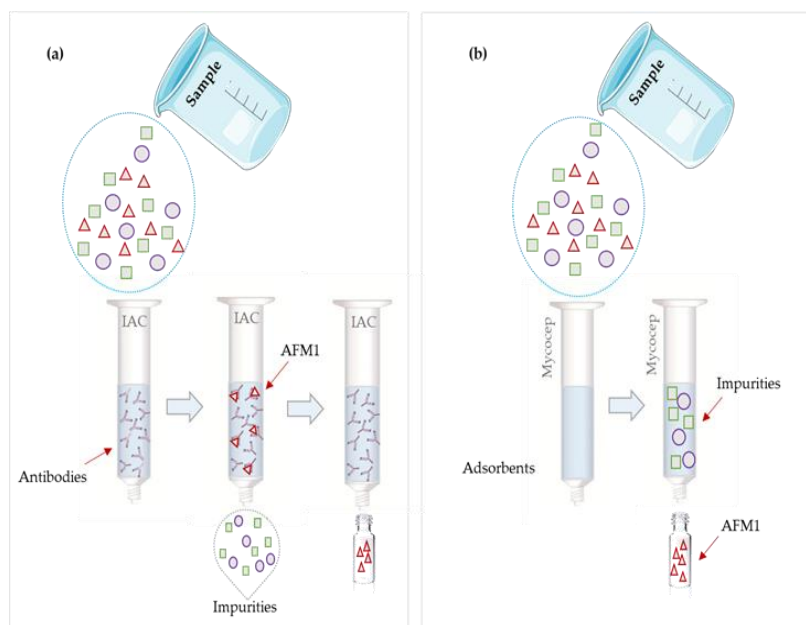 (a)
Sample
IAC
IAC
IAC
AFM1
Antibodies
Impurities
(b)
Sample
Mycocep
Mycocep
Impurities
Adsorbents
AFM1